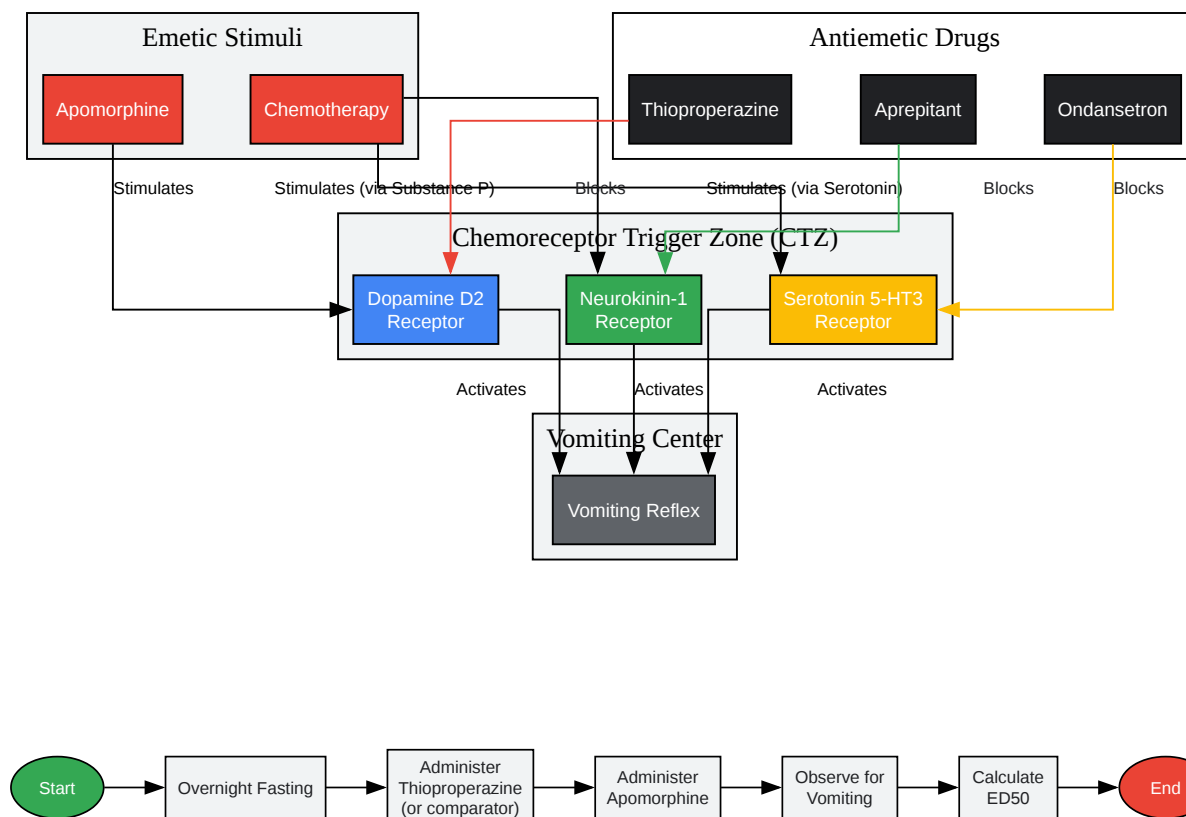 Emetic Stimuli
Antiemetic Drugs
Apomorphine
Chemotherapy
Thioproperazine
Aprepitant
Ondansetron
Stimulates
Stimulates (via Substance P)
Blocks
Stimulates (via Serotonin)
Blocks
Blocks
Chemoreceptor Trigger Zone (CTZ)
Dopamine D2
Receptor
Neurokinin-1
Receptor
Serotonin 5-HT3
Receptor
Activates
Activates
Activates
Vomiting Center
Vomiting Reflex
Start
Overnight Fasting
Administer
Thioproperazine
(or comparator)
Administer
Apomorphine
Observe for
Vomiting
Calculate
ED50
End